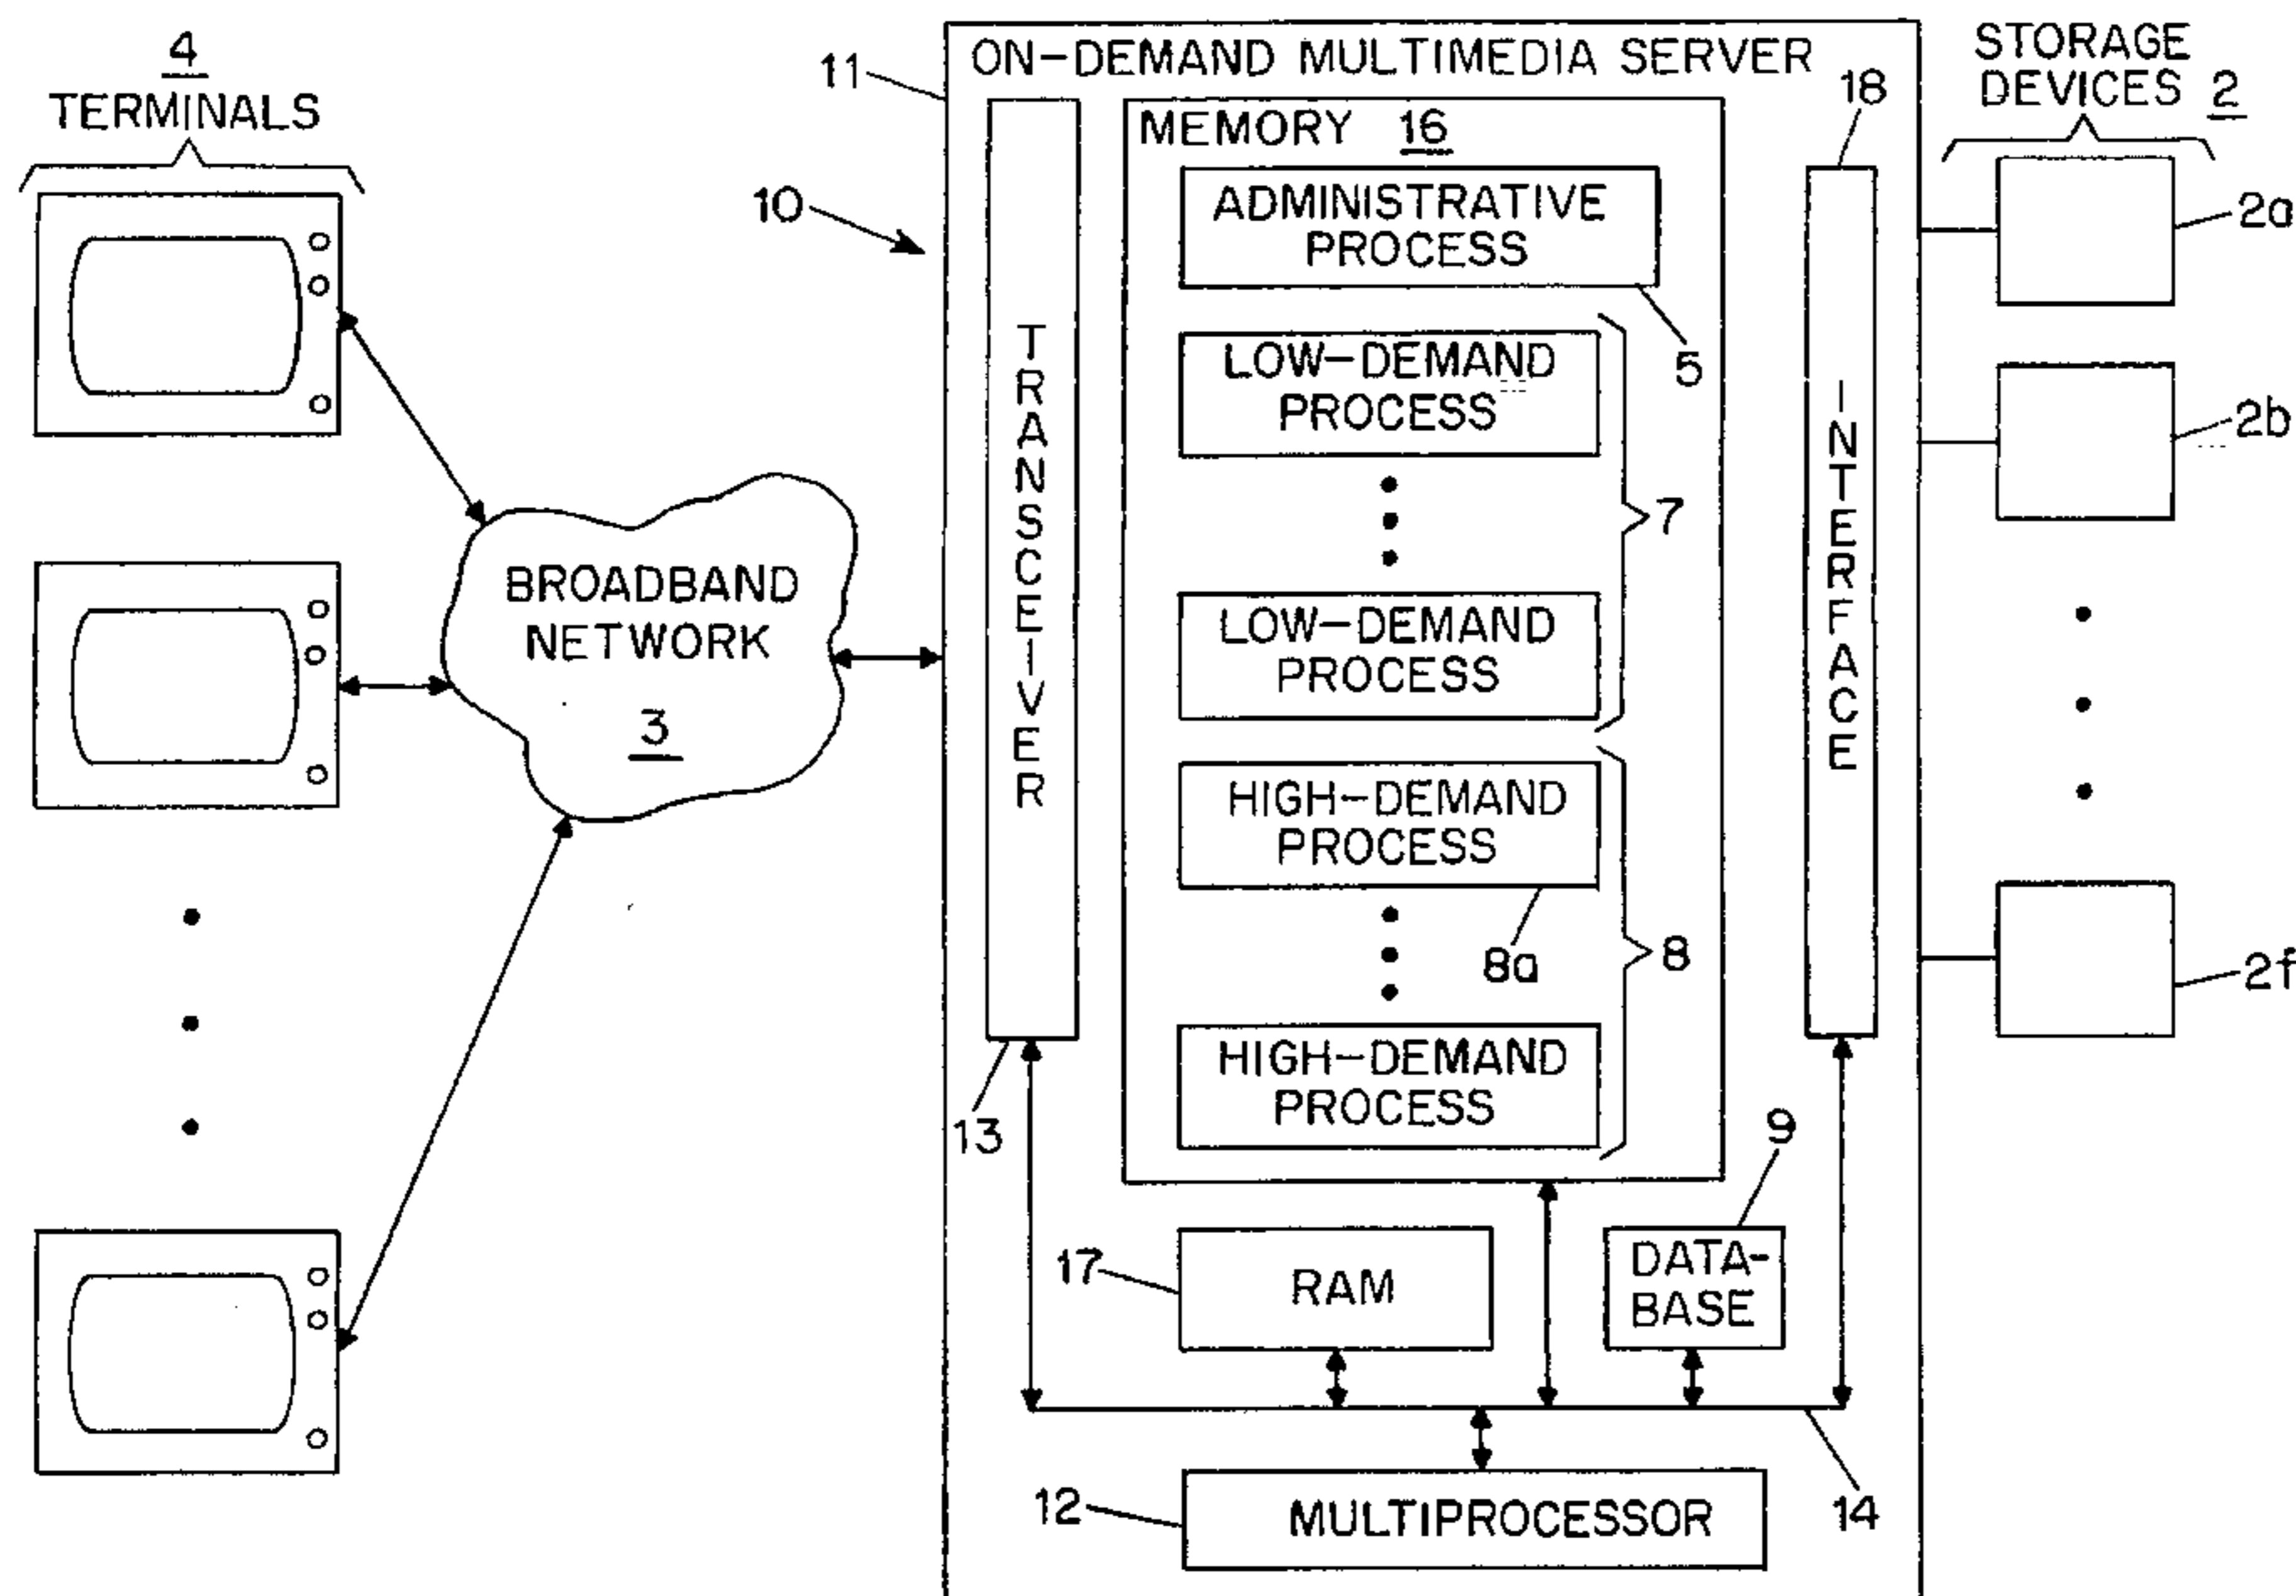 4
TERMINALS
BROADBAND
NETWORK
3
10
11
ON-DEMAND MULTIMEDIA SERVER
TRANSCEIVER
13
MEMORY 16
ADMINISTRATIVE
PROCESS
5
LOW-DEMAND
PROCESS
7
LOW-DEMAND
PROCESS
HIGH-DEMAND
PROCESS
8a
8
HIGH-DEMAND
PROCESS
18
INTERFACE
17
RAM
9
DATA-
BASE
14
12
MULTIPROCESSOR
STORAGE
DEVICES 2
2a
2b
2f